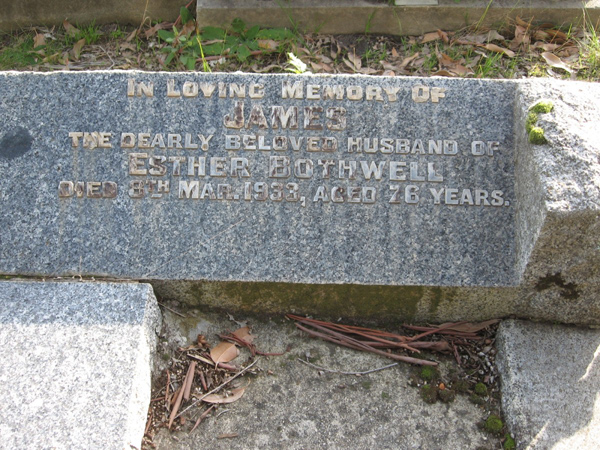 IN LOVING MEMORY OF
JAMES
THE DEARLY BELOVED HUSBAND OF
ESTHER BOTHWELL
DIED 8TH MAR. 1933, AGED 76 YEARS.